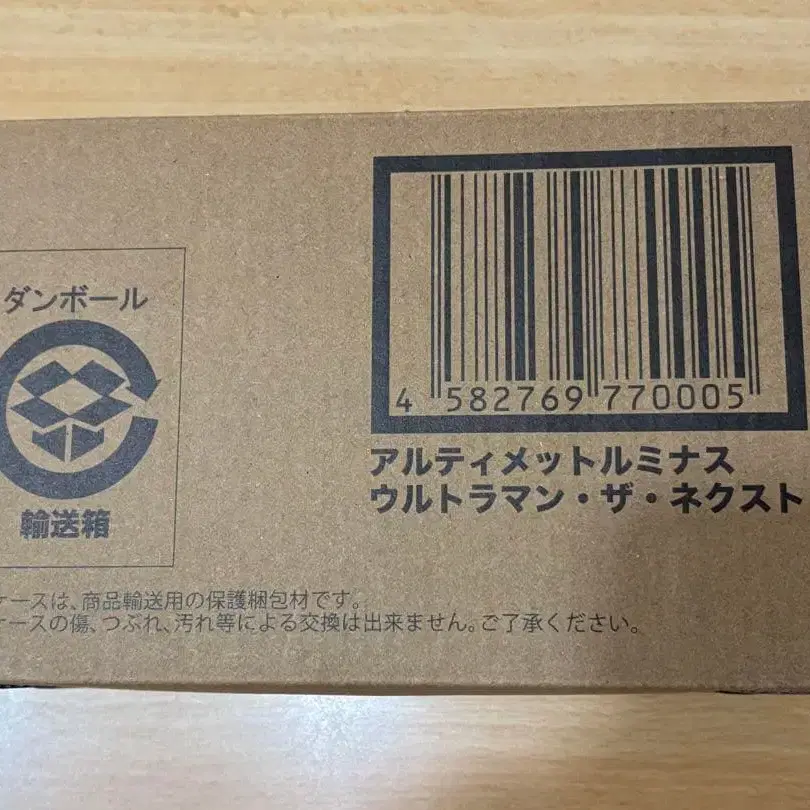 ダンボール
輸送箱
4 582769 770005
アルティメットルミナス
ウルトラマン・ザ・ネクスト
ケースは、商品輸送用の保護梱包材です。
ケースの傷、つぶれ、汚れ等による交換は出来ません。ご了承ください。